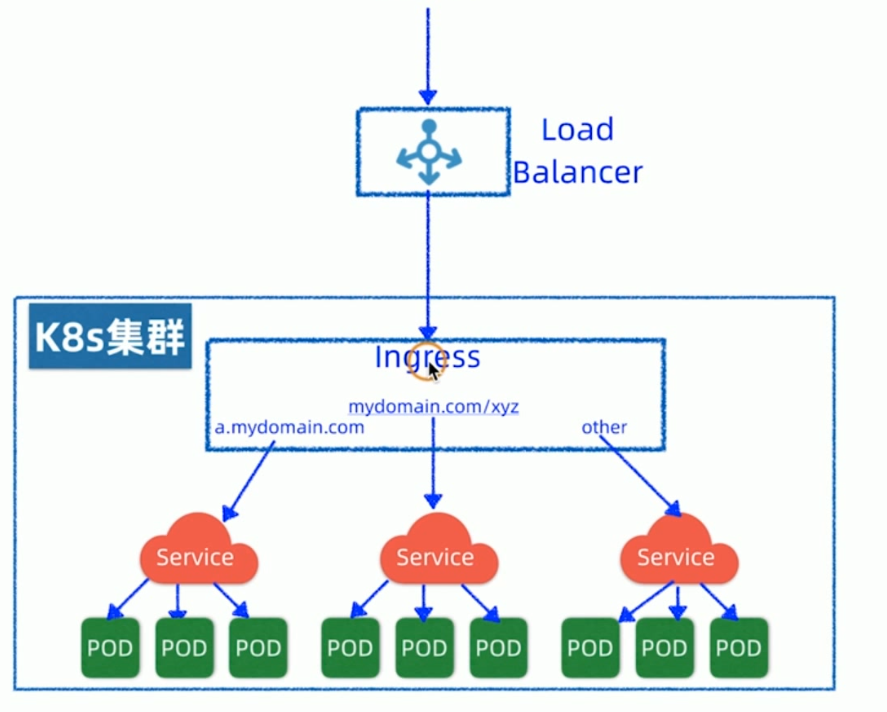 Load
Balancer
K8s集群
Ingress
mydomain.com/xyz
a.mydomain.com
other
Service
Service
Service
POD
POD
POD
POD
POD
POD
POD
POD
POD